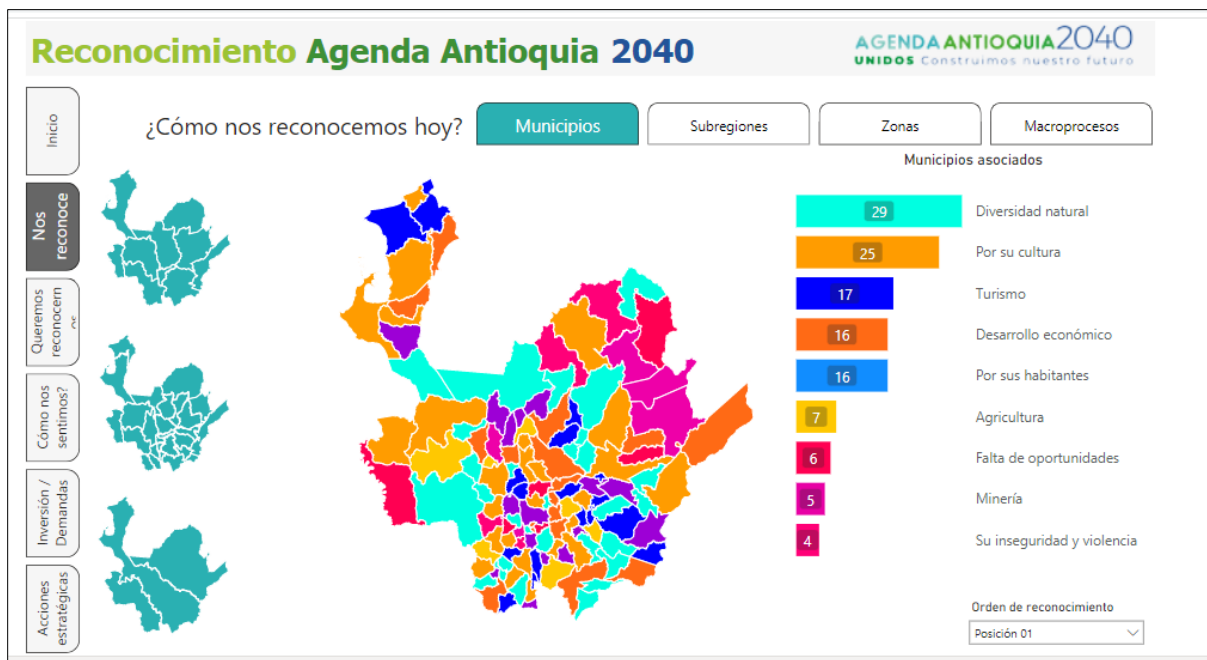 Reconocimiento Agenda Antioquia 2040
AGENDA ANTIOQUIA 2040
UNIDOS Construimos nuestro futuro
Inicio
Nos
reconoce
Queremos
reconocern
os
Cómo nos
sentimos?
Inversión /
Demandas
Acciones
estratégicas
¿Cómo nos reconocemos hoy?
Municipios
Subregiones
Zonas
Macroprocesos
Municipios asociados
29 Diversidad natural
25 Por su cultura
17 Turismo
16 Desarrollo económico
16 Por sus habitantes
7 Agricultura
6 Falta de oportunidades
5 Minería
4 Su inseguridad y violencia
Orden de reconocimiento
Posición 01